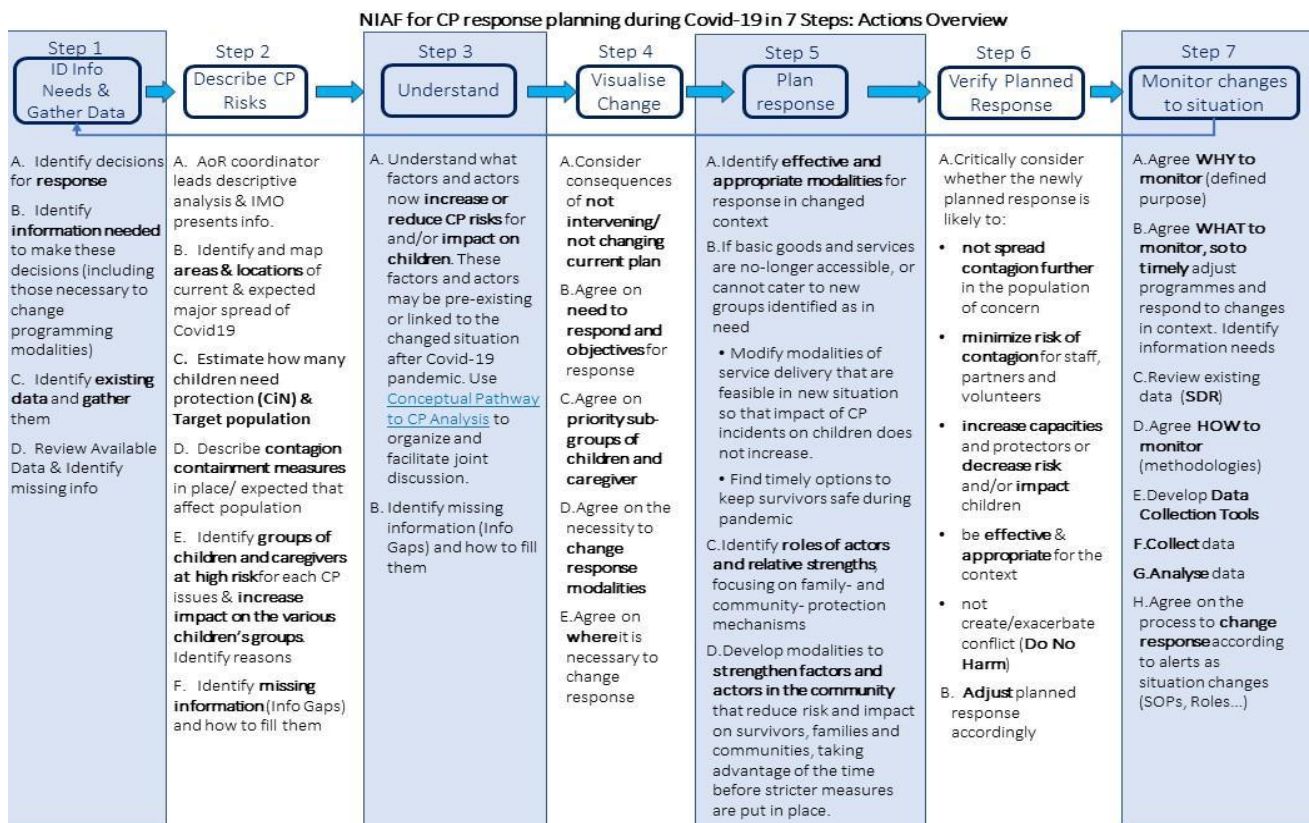 NIAF for CP response planning during Covid-19 in 7 Steps: Actions Overview
Step 1
ID Info
Needs &
Gather Data
Step 2
Describe CP
Risks
Step 3
Understand
Step 4
Visualise
Change
Step 5
Plan
response
Step 6
Verify Planned
Response
Step 7
Monitor changes
to situation
A. Identify decisions
for response
B. Identify
information needed
to make these
decisions (including
those necessary to
change
programming
modalities)
C. Identify existing
data and gather
them
D. Review Available
Data & Identify
missing info
A. AoR coordinator
leads descriptive
analysis & IMO
presents info.
B. Identify and map
areas & locations of
current & expected
major spread of
Covid19
C. Estimate how many
children need
protection (CiN) &
Target population
D. Describe contagion
containment measures
in place/ expected that
affect population
E. Identify groups of
children and caregivers
at high risk for each CP
issues & increase
impact on the various
children's groups.
Identify reasons
F. Identify missing
information (Info Gaps)
and how to fill them
A. Understand what
factors and actors
now increase or
reduce CP risks for
and/or impact on
children. These
factors and actors
may be pre-existing
or linked to the
changed situation
after Covid-19
pandemic. Use
Conceptual Pathway
to CP Analysis to
organize and
facilitate joint
discussion.
B. Identify missing
information (Info
Gaps) and how to fill
them
A.Consider
consequences
of not
intervening/
not changing
current plan
B.Agree on
need to
respond and
objectives for
response
C.Agree on
priority sub-
groups of
children and
caregiver
D.Agree on the
necessity to
change
response
modalities
E.Agree on
where it is
necessary to
change
response
A.Identify effective and
appropriate modalities for
response in changed
context
B.If basic goods and services
are no-longer accessible, or
cannot cater to new
groups identified as in
need
• Modify modalities of
service delivery that are
feasible in new situation
so that impact of CP
incidents on children does
not increase.
• Find timely options to
keep survivors safe during
pandemic
C.Identify roles of actors
and relative strengths,
focusing on family- and
community- protection
mechanisms
D.Develop modalities to
strengthen factors and
actors in the community
that reduce risk and impact
on survivors, families and
communities, taking
advantage of the time
before stricter measures
are put in place.
A.Critically consider
whether the newly
planned response is
likely to:
• not spread
contagion further
in the population
of concern
• minimize risk of
contagion for staff,
partners and
volunteers
• increase capacities
and protectors or
decrease risk
and/or impact
children
• be effective &
appropriate for the
context
• not
create/exacerbate
conflict (Do No
Harm)
B. Adjust planned
response
accordingly
A.Agree WHY to
monitor (defined
purpose)
B.Agree WHAT to
monitor, so to
timely adjust
programmes and
respond to changes
in context. Identify
information needs
C.Review existing
data (SDR)
D.Agree HOW to
monitor
(methodologies)
E.Develop Data
Collection Tools
F.Collect data
G.Analyse data
H.Agree on the
process to change
response according
to alerts as
situation changes
(SOPs, Roles...)